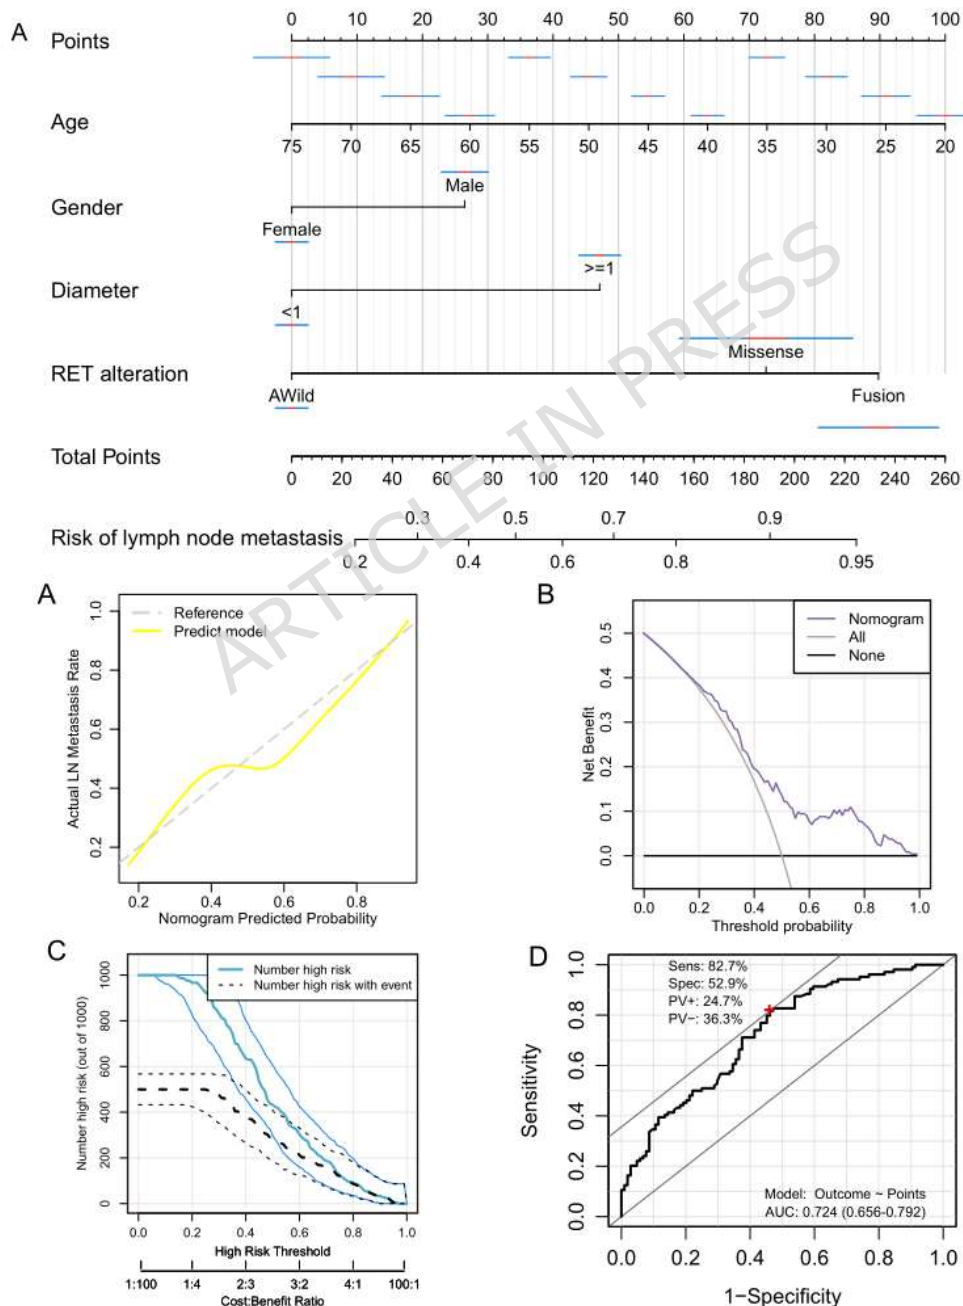 A
Points
0 10 20 30 40 50 60 70 80 90 100
Age
75 70 65 60 55 50 45 40 35 30 25 20
Male
Gender
Female
>=1
Diameter
<1
Missense
RET alteration
AWild
Fusion
Total Points
0 20 40 60 80 100 120 140 160 180 200 220 240 260
0.3 0.5 0.7 0.9
Risk of lymph node metastasis
0.2 0.4 0.6 0.8 0.95
ARTICLE IN PRESS
A
Reference
Predict model
Actual LN Metastasis Rate
1.0
0.8
0.6
0.4
0.2
0.2 0.4 0.6 0.8
Nomogram Predicted Probability
B
Nomogram
All
None
Net Benefit
0.5
0.4
0.3
0.2
0.1
0.0
0.0 0.2 0.4 0.6 0.8 1.0
Threshold probability
C
Number high risk
Number high risk with event
Number high risk (out of 1000)
1000
800
600
400
200
0
0.0 0.2 0.4 0.6 0.8 1.0
High Risk Threshold
1:100 1:4 2:3 3:2 4:1 100:1
Cost:Benefit Ratio
D
Sens: 82.7%
Spec: 52.9%
PV+: 24.7%
PV−: 36.3%
Sensitivity
1.0
0.8
0.6
0.4
0.2
0.0
Model: Outcome ~ Points
AUC: 0.724 (0.656-0.792)
0.0 0.2 0.4 0.6 0.8 1.0
1−Specificity